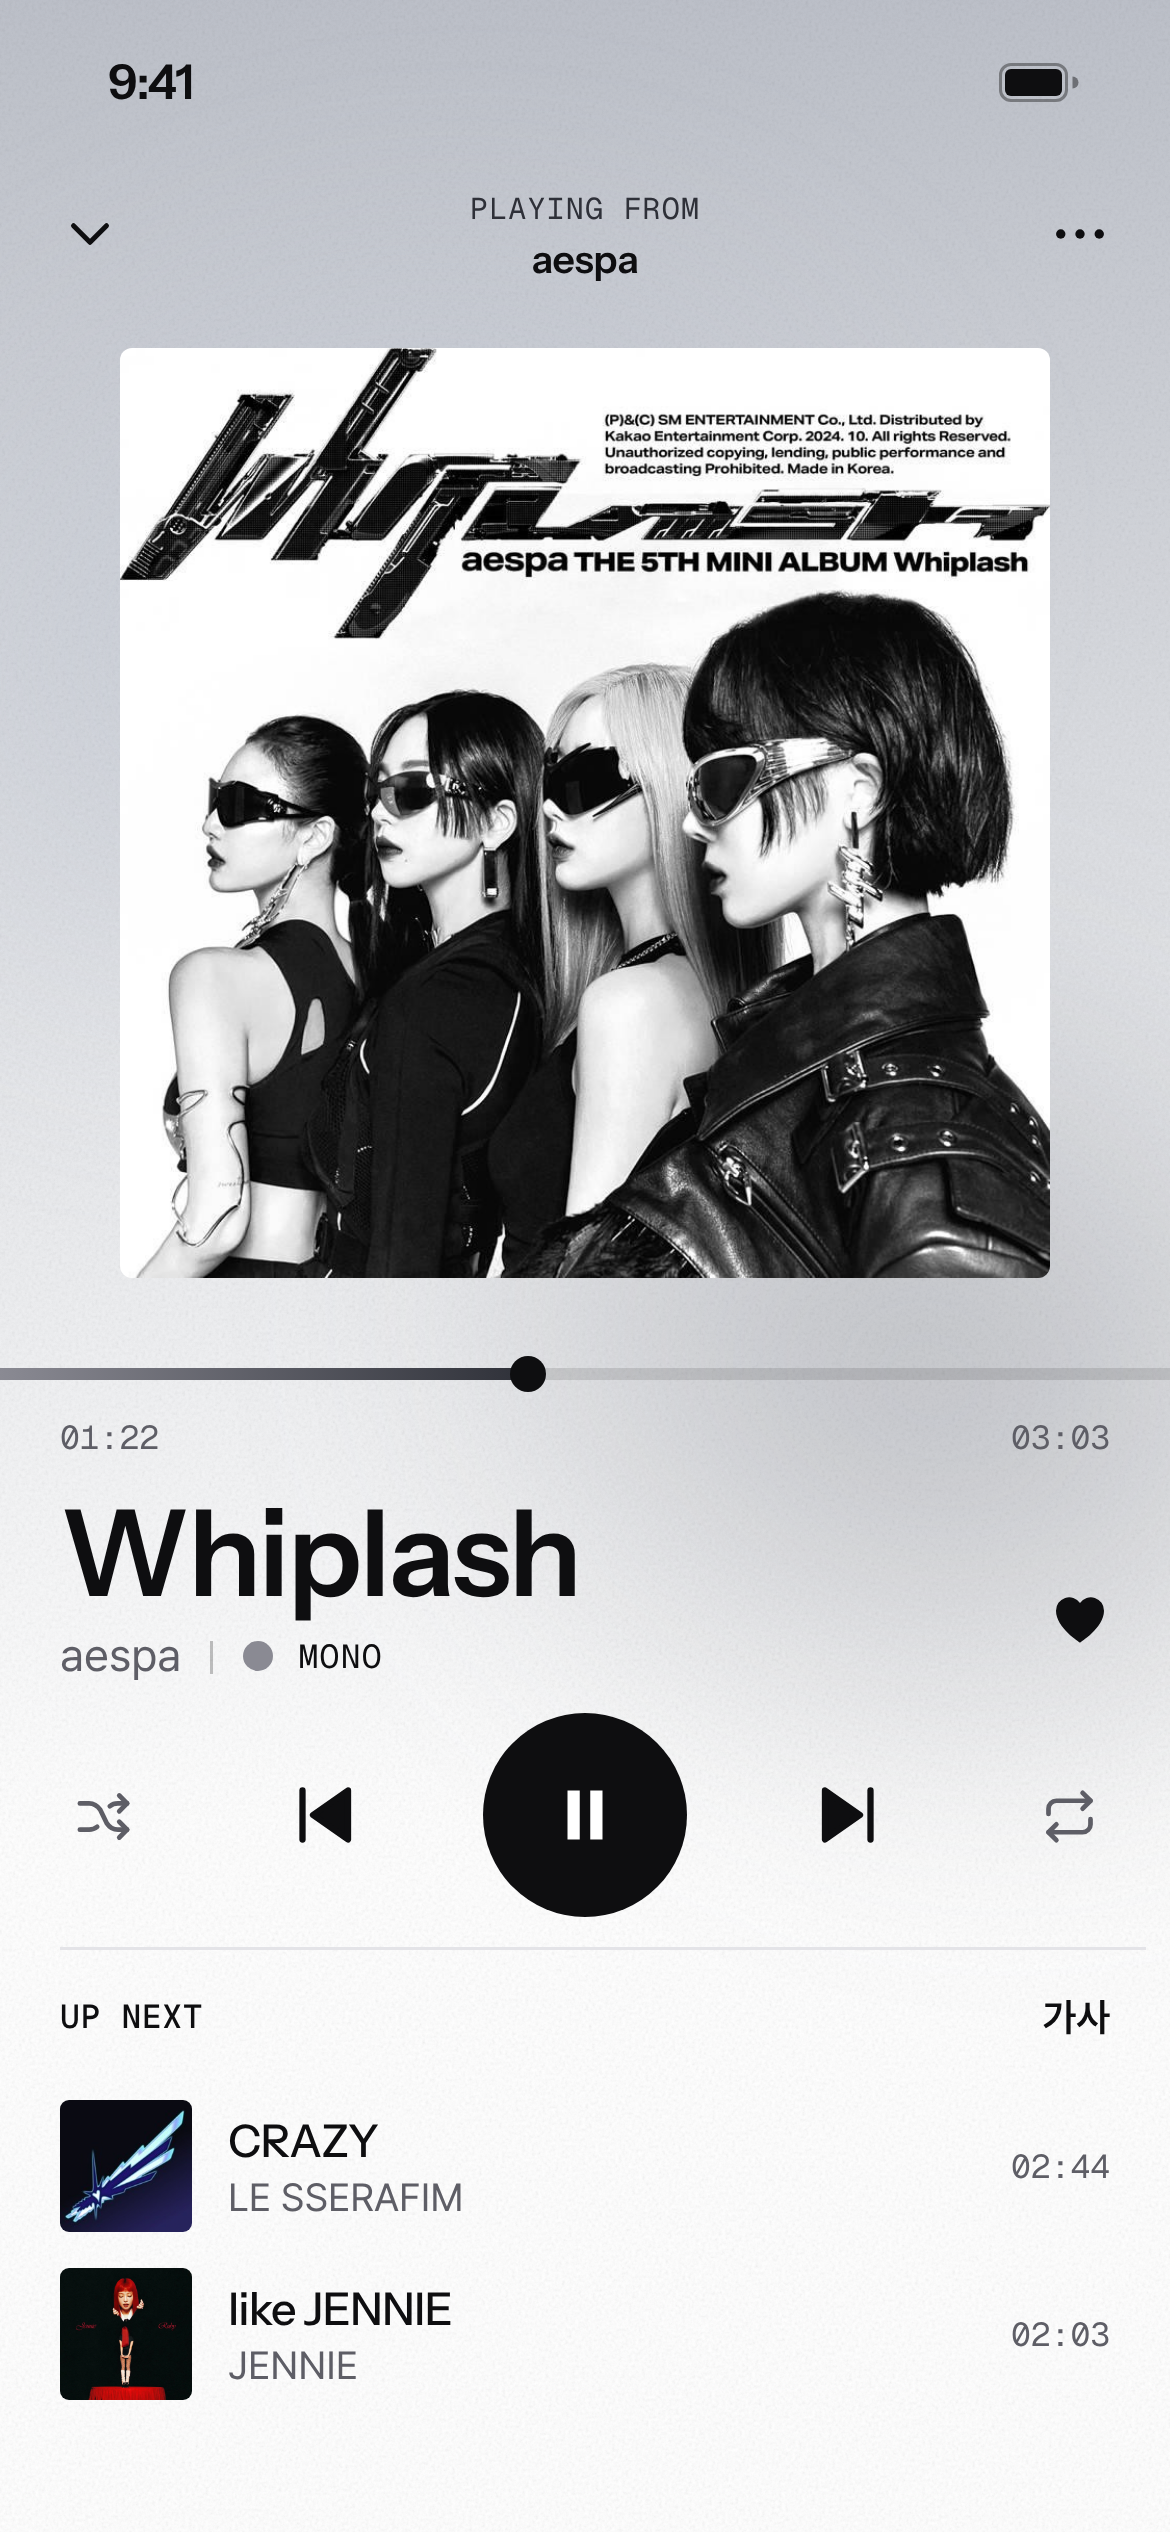 9:41
PLAYING FROM
aespa
Whiplash
(P)&(C) SM ENTERTAINMENT Co., Ltd. Distributed by
Kakao Entertainment Corp. 2024. 10. All rights Reserved.
Unauthorized copying, lending, public performance and
broadcasting Prohibited. Made in Korea.
aespa THE 5TH MINI ALBUM Whiplash
01:22
03:03
Whiplash
aespa | MONO
UP NEXT
가사
CRAZY
LE SSERAFIM
02:44
Jennie
Ruby
like JENNIE
JENNIE
02:03